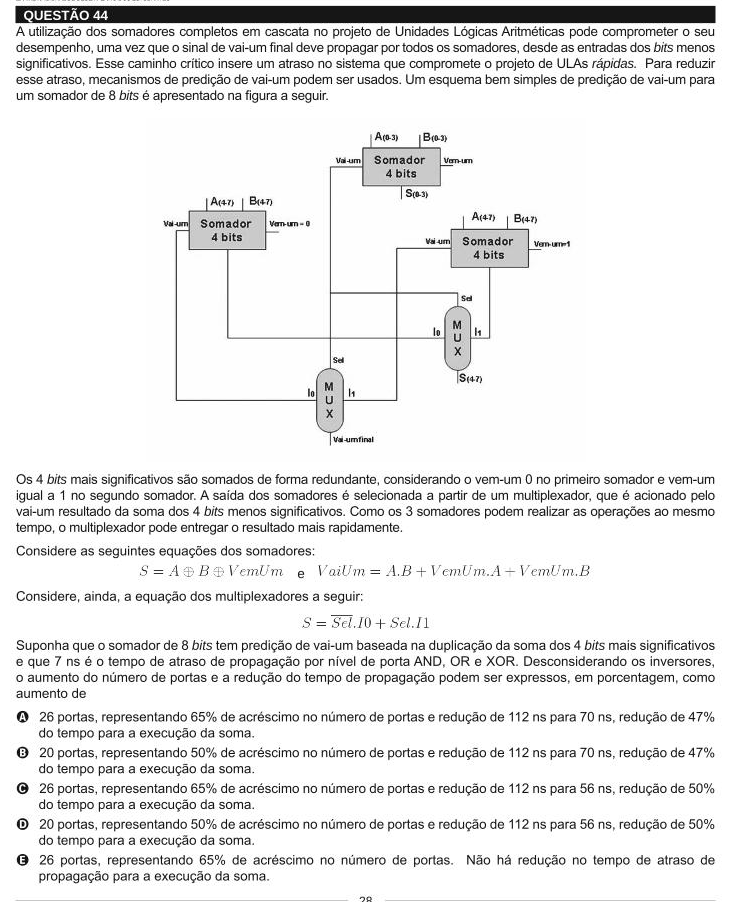 QUESTÃO 44
A utilização dos somadores completos em cascata no projeto de Unidades Lógicas Aritméticas pode comprometer o seu
desempenho, uma vez que o sinal de vai-um final deve propagar por todos os somadores, desde as entradas dos bits menos
significativos. Esse caminho crítico insere um atraso no sistema que compromete o projeto de ULAs rápidas. Para reduzir
esse atraso, mecanismos de predição de vai-um podem ser usados. Um esquema bem simples de predição de vai-um para
um somador de 8 bits é apresentado na figura a seguir.
A(0-3) B(0-3)
Vai-um Somador 4 bits Vem-um
S(0-3)
A(4-7) B(4-7)
Vai-um Somador 4 bits Vem-um = 0
A(4-7) B(4-7)
Vai-um Somador 4 bits Vem-um=1
Sel
I0 MUX I1
S(4-7)
Sel
I0 MUX I1
Vai-um final
Os 4 bits mais significativos são somados de forma redundante, considerando o vem-um 0 no primeiro somador e vem-um
igual a 1 no segundo somador. A saída dos somadores é selecionada a partir de um multiplexador, que é acionado pelo
vai-um resultado da soma dos 4 bits menos significativos. Como os 3 somadores podem realizar as operações ao mesmo
tempo, o multiplexador pode entregar o resultado mais rapidamente.
Considere as seguintes equações dos somadores:
S = A ⊕ B ⊕ VemUm e VaiUm = A.B + VemUm.A + VemUm.B
Considere, ainda, a equação dos multiplexadores a seguir:
S = S̅e̅l̅.I0 + Sel.I1
Suponha que o somador de 8 bits tem predição de vai-um baseada na duplicação da soma dos 4 bits mais significativos
e que 7 ns é o tempo de atraso de propagação por nível de porta AND, OR e XOR. Desconsiderando os inversores,
o aumento do número de portas e a redução do tempo de propagação podem ser expressos, em porcentagem, como
aumento de
A 26 portas, representando 65% de acréscimo no número de portas e redução de 112 ns para 70 ns, redução de 47%
do tempo para a execução da soma.
B 20 portas, representando 50% de acréscimo no número de portas e redução de 112 ns para 70 ns, redução de 47%
do tempo para a execução da soma.
C 26 portas, representando 65% de acréscimo no número de portas e redução de 112 ns para 56 ns, redução de 50%
do tempo para a execução da soma.
D 20 portas, representando 50% de acréscimo no número de portas e redução de 112 ns para 56 ns, redução de 50%
do tempo para a execução da soma.
E 26 portas, representando 65% de acréscimo no número de portas. Não há redução no tempo de atraso de
propagação para a execução da soma.
28